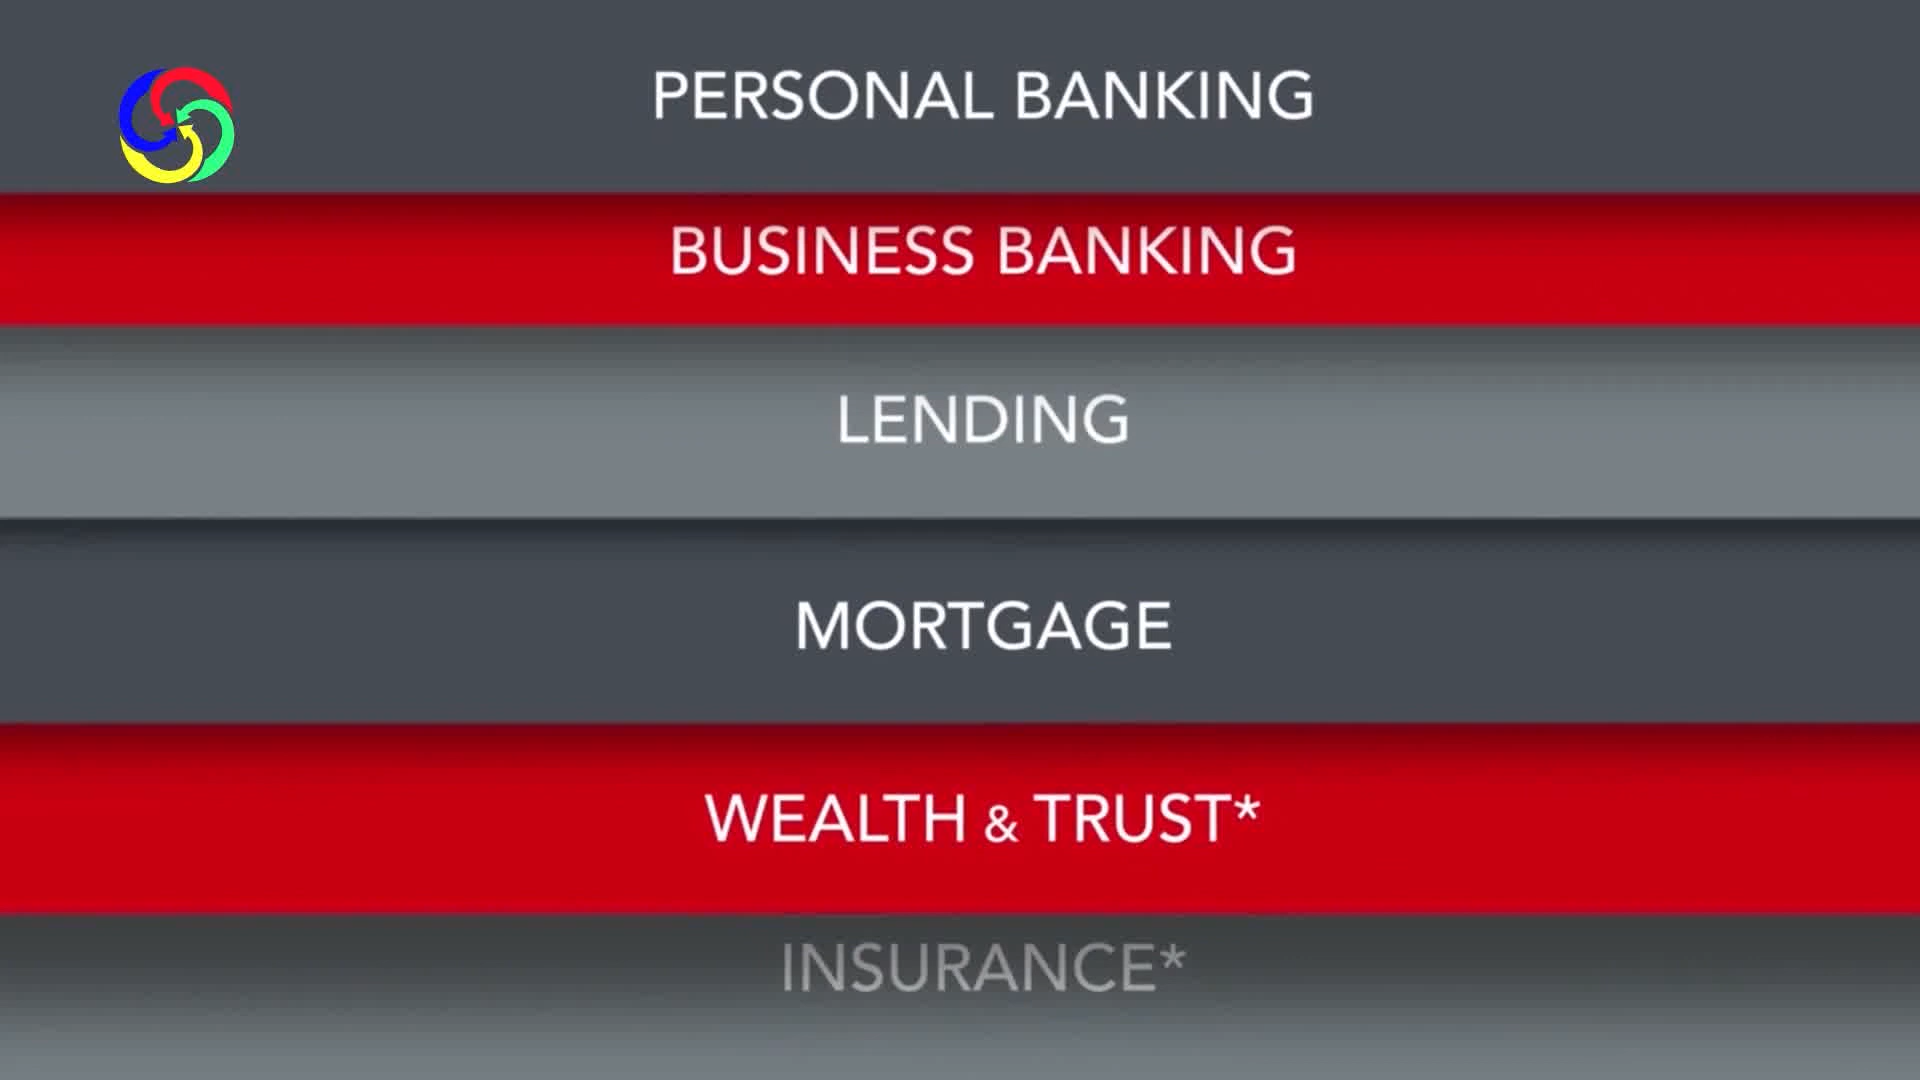 PERSONAL BANKING
BUSINESS BANKING
LENDING
MORTGAGE
WEALTH & TRUST*
INSURANCE*